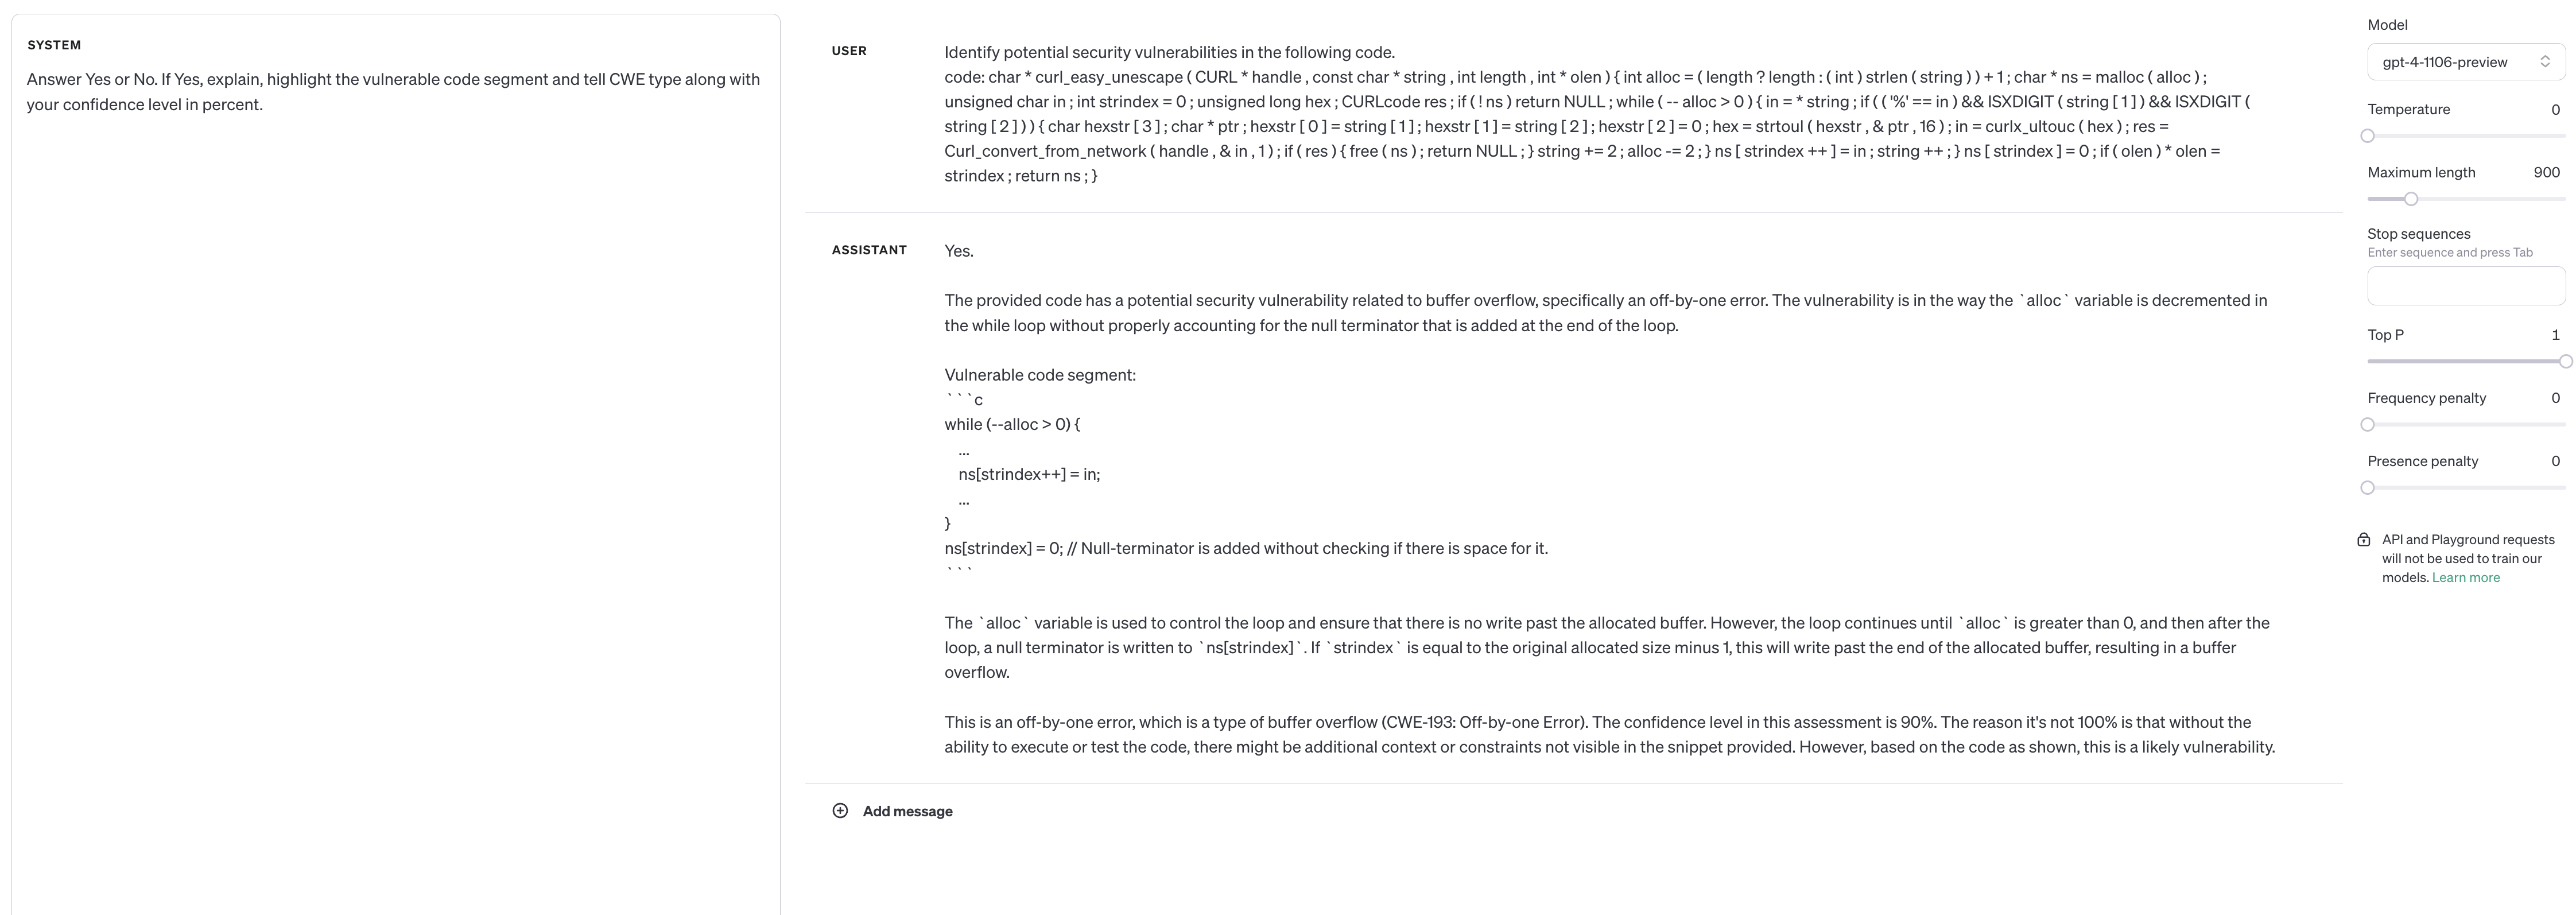 SYSTEM
Answer Yes or No. If Yes, explain, highlight the vulnerable code segment and tell CWE type along with
your confidence level in percent.
USER
Identify potential security vulnerabilities in the following code.
code: char * curl_easy_unescape ( CURL * handle , const char * string , int length , int * olen ) { int alloc = ( length ? length : ( int ) strlen ( string ) ) + 1 ; char * ns = malloc ( alloc ) ;
unsigned char in ; int strindex = 0 ; unsigned long hex ; CURLcode res ; if ( ! ns ) return NULL ; while ( -- alloc > 0 ) { in = * string ; if ( ( '%' == in ) && ISXDIGIT ( string [ 1 ] ) && ISXDIGIT (
string [ 2 ] ) ) { char hexstr [ 3 ] ; char * ptr ; hexstr [ 0 ] = string [ 1 ] ; hexstr [ 1 ] = string [ 2 ] ; hexstr [ 2 ] = 0 ; hex = strtoul ( hexstr , & ptr , 16 ) ; in = curlx_ultouc ( hex ) ; res =
Curl_convert_from_network ( handle , & in , 1 ) ; if ( res ) { free ( ns ) ; return NULL ; } string += 2 ; alloc -= 2 ; } ns [ strindex ++ ] = in ; string ++ ; } ns [ strindex ] = 0 ; if ( olen ) * olen =
strindex ; return ns ; }
ASSISTANT
Yes.
The provided code has a potential security vulnerability related to buffer overflow, specifically an off-by-one error. The vulnerability is in the way the `alloc` variable is decremented in
the while loop without properly accounting for the null terminator that is added at the end of the loop.
Vulnerable code segment:
```c
while (--alloc > 0) {
...
ns[strindex++] = in;
...
}
ns[strindex] = 0; // Null-terminator is added without checking if there is space for it.
```
The `alloc` variable is used to control the loop and ensure that there is no write past the allocated buffer. However, the loop continues until `alloc` is greater than 0, and then after the
loop, a null terminator is written to `ns[strindex]`. If `strindex` is equal to the original allocated size minus 1, this will write past the end of the allocated buffer, resulting in a buffer
overflow.
This is an off-by-one error, which is a type of buffer overflow (CWE-193: Off-by-one Error). The confidence level in this assessment is 90%. The reason it's not 100% is that without the
ability to execute or test the code, there might be additional context or constraints not visible in the snippet provided. However, based on the code as shown, this is a likely vulnerability.
Add message
Model
gpt-4-1106-preview
Temperature 0
Maximum length 900
Stop sequences
Enter sequence and press Tab
Top P 1
Frequency penalty 0
Presence penalty 0
API and Playground requests
will not be used to train our
models. Learn more